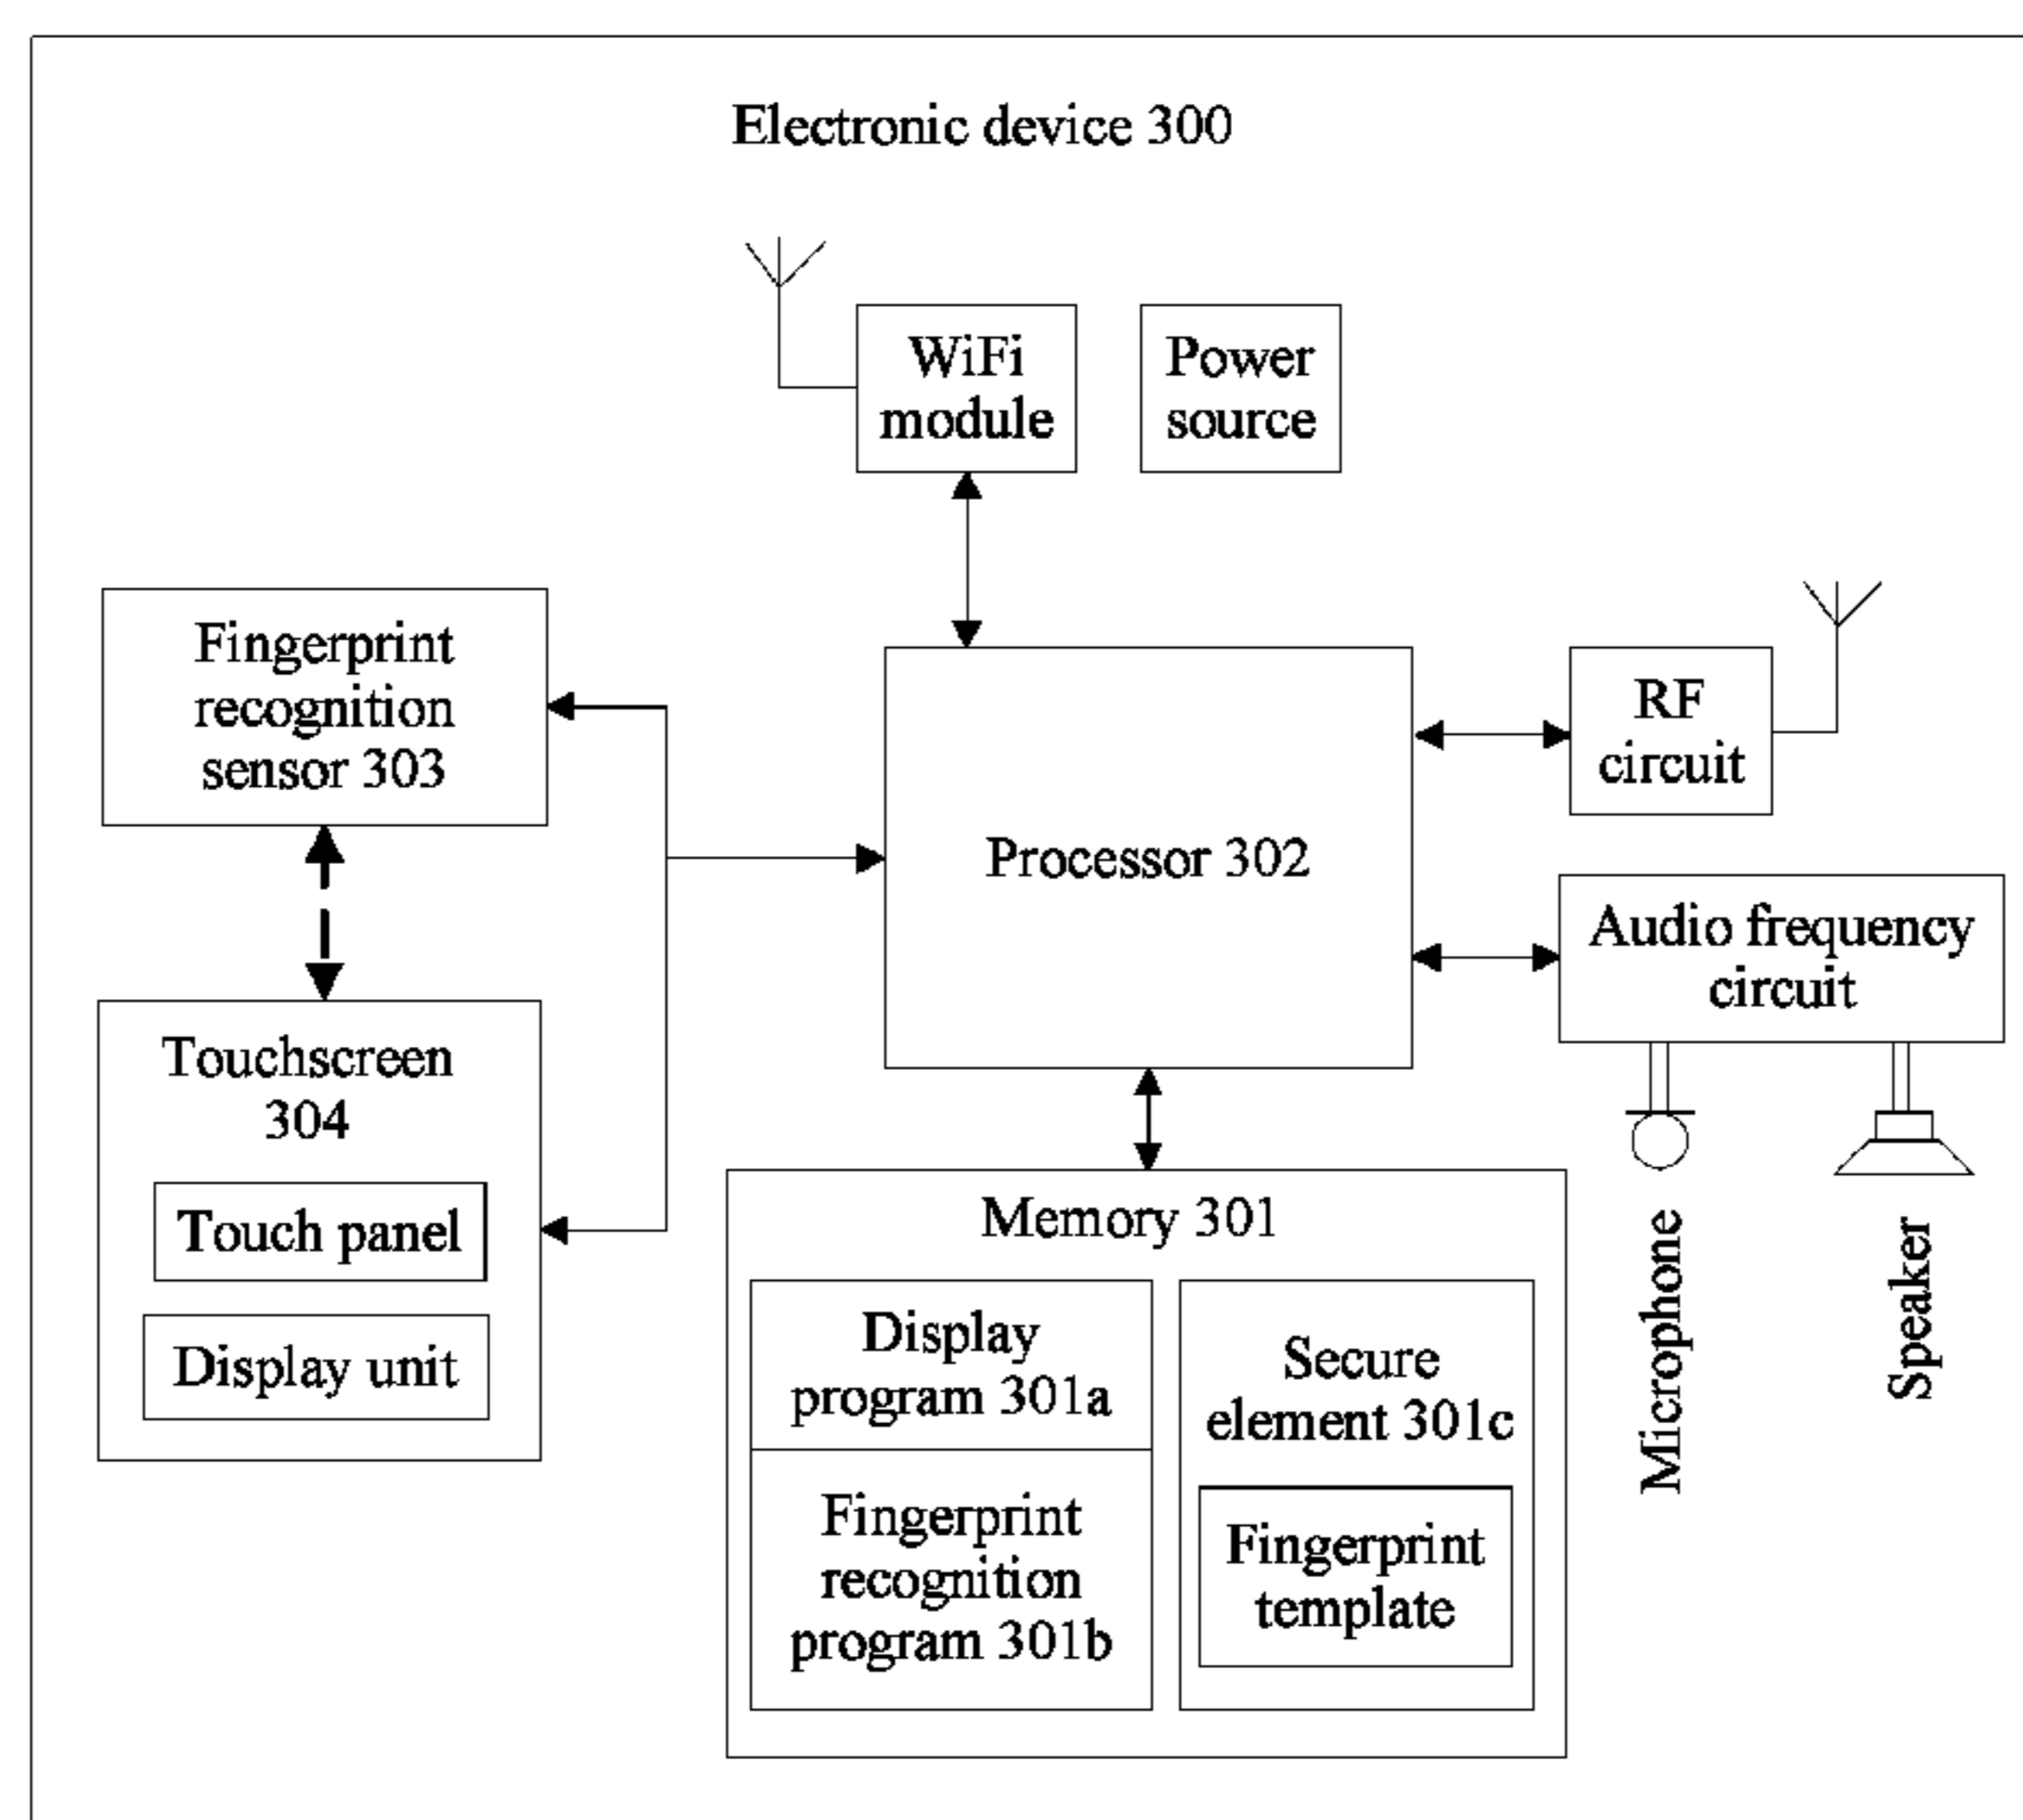 Electronic device 300
WiFi
module
Power
source
Fingerprint
recognition
sensor 303
RF
circuit
Processor 302
Audio frequency
circuit
Touchscreen
304
Touch panel
Display unit
Memory 301
Display
program 301a
Fingerprint
recognition
program 301b
Secure
element 301c
Fingerprint
template
Microphone
Speaker